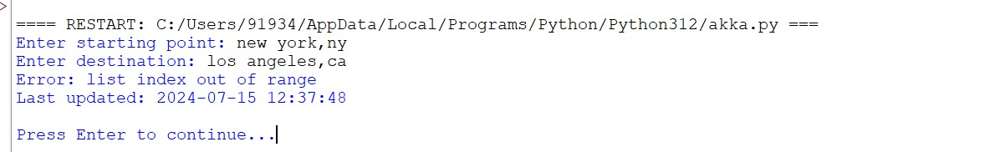 >
==== RESTART: C:/Users/91934/AppData/Local/Programs/Python/Python312/akka.py ===
Enter starting point: new york,ny
Enter destination: los angeles,ca
Error: list index out of range
Last updated: 2024-07-15 12:37:48
Press Enter to continue...